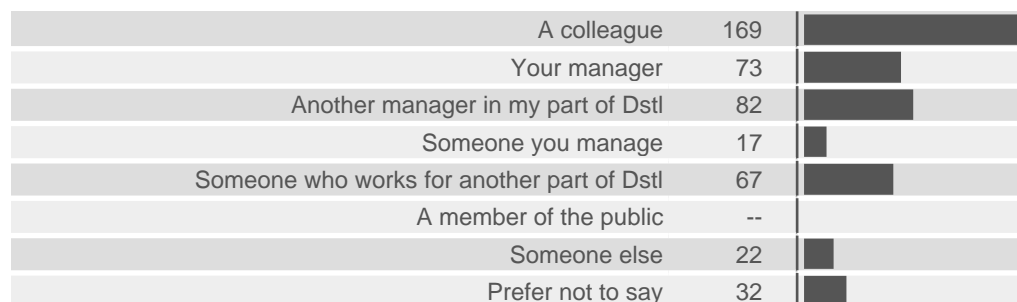 A colleague 169
Your manager 73
Another manager in my part of Dstl 82
Someone you manage 17
Someone who works for another part of Dstl 67
A member of the public --
Someone else 22
Prefer not to say 32